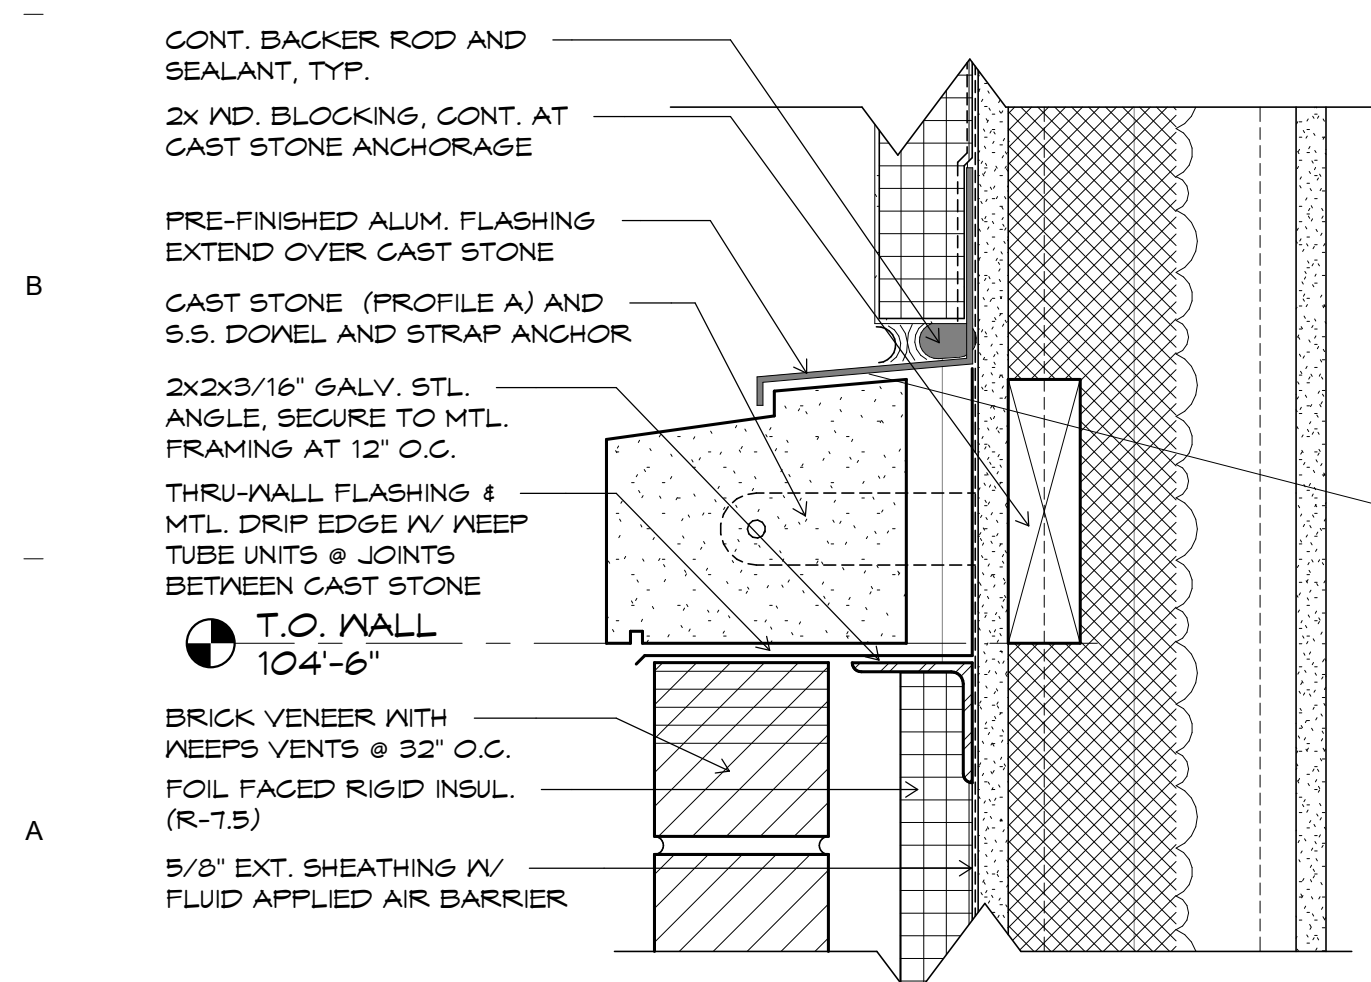 CONT. BACKER ROD AND
SEALANT, TYP.
2x WD. BLOCKING, CONT. AT
CAST STONE ANCHORAGE
PRE-FINISHED ALUM. FLASHING
EXTEND OVER CAST STONE
B
CAST STONE (PROFILE A) AND
S.S. DOWEL AND STRAP ANCHOR
2x2x3/16" GALV. STL.
ANGLE, SECURE TO MTL.
FRAMING AT 12" O.C.
THRU-WALL FLASHING &
MTL. DRIP EDGE W/ WEEP
TUBE UNITS @ JOINTS
BETWEEN CAST STONE
T.O. WALL
104'-6"
BRICK VENEER WITH
WEEPS VENTS @ 32" O.C.
FOIL FACED RIGID INSUL.
(R-7.5)
A
5/8" EXT. SHEATHING W/
FLUID APPLIED AIR BARRIER